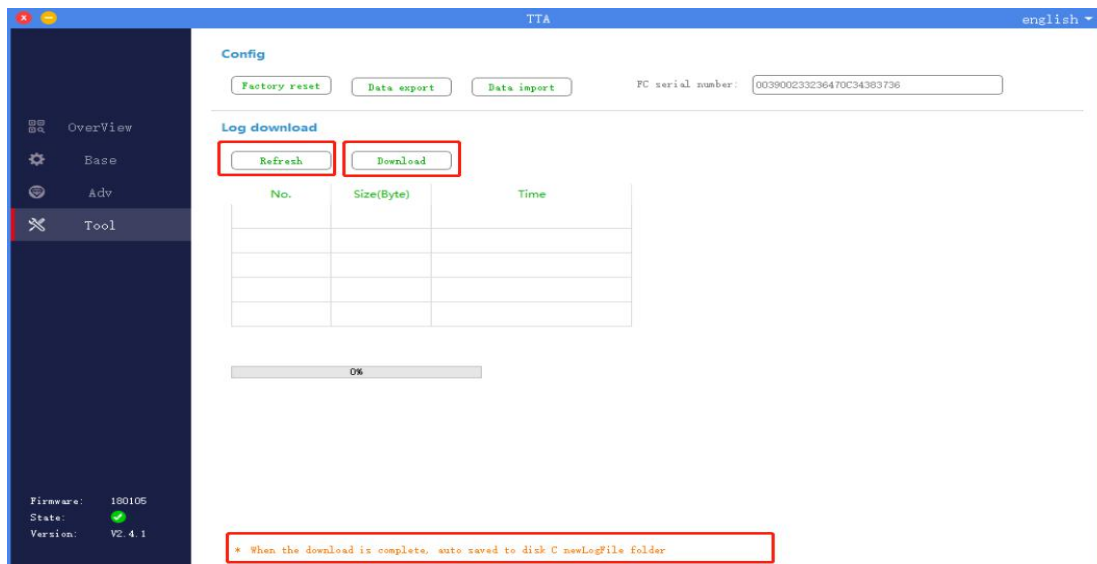 TTA
english
Config
Factory reset Data export Data import FC serial number: 003900233236470C34383736
OverView
Log download
Base
Refresh Download
Adv
No. Size(Byte) Time
Tool
0%
Firmware: 180105
State:
Version: V2.4.1
* When the download is complete, auto saved to disk C newLogFile folder